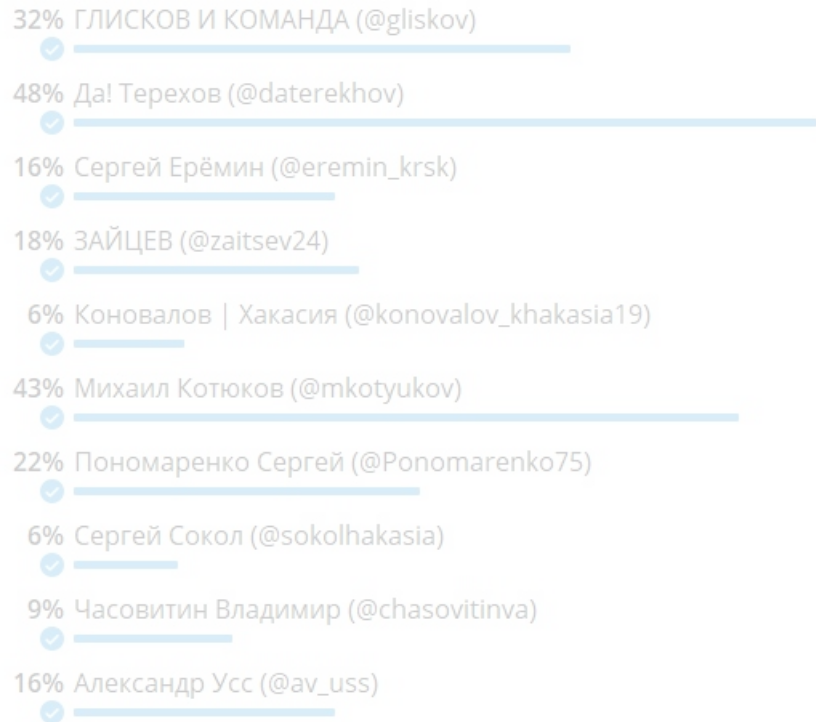 32% ГЛИСКОВ И КОМАНДА (@gliskov)
48% Да! Терехов (@daterekhov)
16% Сергей Ерёмин (@eremin_krsk)
18% ЗАЙЦЕВ (@zaitsev24)
6% Коновалов | Хакасия (@konovalov_khakasia19)
43% Михаил Котюков (@mkotyukov)
22% Пономаренко Сергей (@Ponomarenko75)
6% Сергей Сокол (@sokolhakasia)
9% Часовитин Владимир (@chasovitinva)
16% Александр Усс (@av_uss)